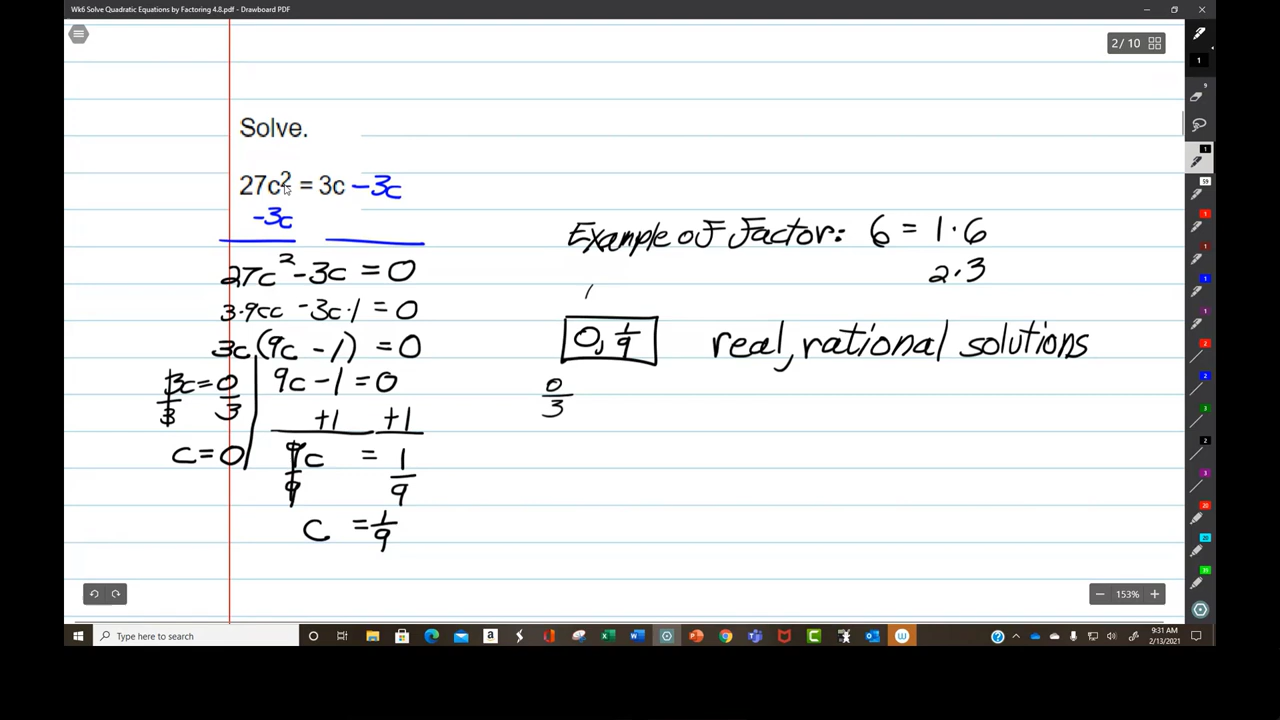 Wk6 Solve Quadratic Equations by Factoring 4.8.pdf - Drawboard PDF
2 / 10
Solve.
27c² = 3c -3c
-3c
27c² -3c = 0
3·9cc -3c·1 = 0
3c(9c - 1) = 0
3c = 0
3 3
c = 0
9c - 1 = 0
+1 +1
9c = 1
9 9
c = 1/9
Example of Factor: 6 = 1·6
2·3
0, 1/9 real, rational solutions
0/3
153%
Type here to search
9:31 AM
2/13/2021